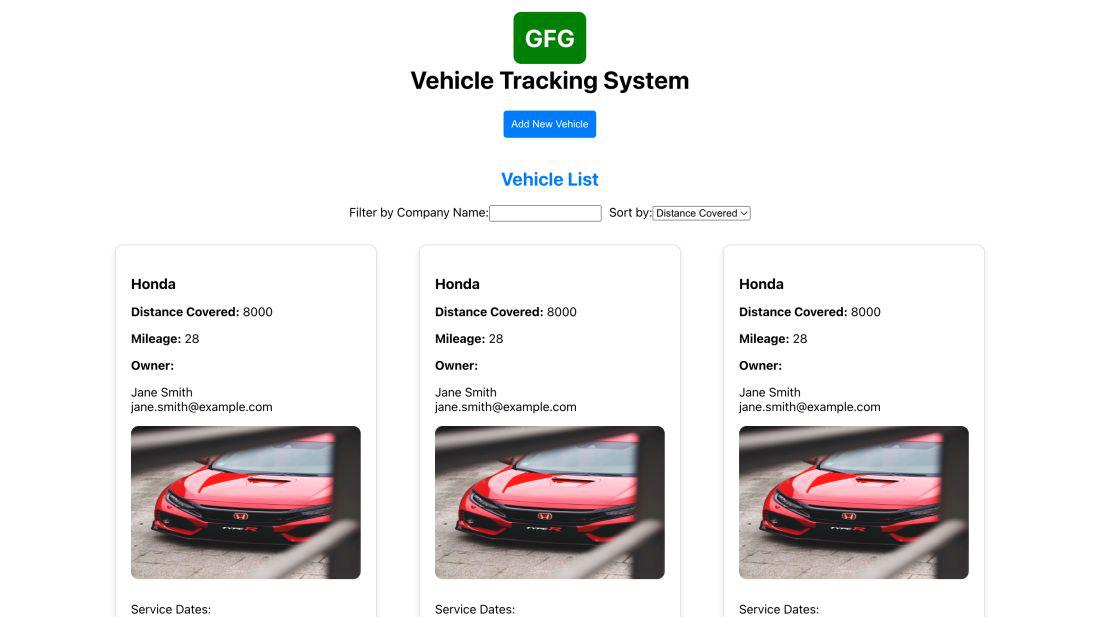 GFG
Vehicle Tracking System
Add New Vehicle
Vehicle List
Filter by Company Name: Sort by: Distance Covered
Honda
Distance Covered: 8000
Mileage: 28
Owner:
Jane Smith
jane.smith@example.com
TYPE R
Service Dates:
Honda
Distance Covered: 8000
Mileage: 28
Owner:
Jane Smith
jane.smith@example.com
TYPE R
Service Dates:
Honda
Distance Covered: 8000
Mileage: 28
Owner:
Jane Smith
jane.smith@example.com
TYPE R
Service Dates: